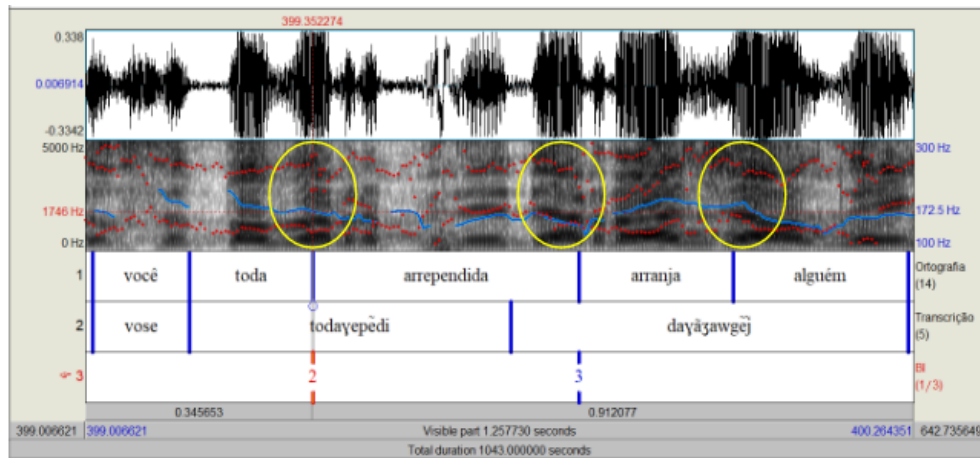 399.352274
0.338
0.006914
-0.3342
5000 Hz 300 Hz
1746 Hz 172.5 Hz
0 Hz 100 Hz
1 você toda arrependida arranja alguém Ortografia (14)
2 vose todaɣepẽdi daɣãʒawgẽj̃ Transcrição (5)
☞ 3 2 3 BI (1/3)
0.345653 0.912077
399.006621 399.006621 Visible part 1.257730 seconds 400.264351 642.735649
Total duration 1043.000000 seconds